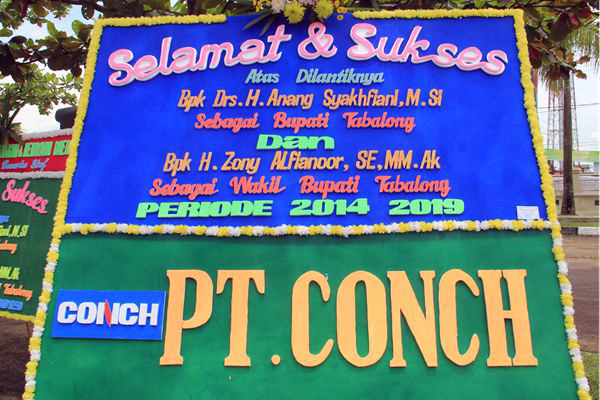 Selamat & Sukses
Atas Dilantiknya
Bpk Drs.H.Anang Syakhfiani,M.Si
Sebagai Bupati Tabalong
Dan
Bpk H. Zony ALfianoor, SE,MM.Ak
Sebagai Wakil Bupati Tabalong
PERIODE 2014 2019
CONCH
PT.CONCH
Sukses